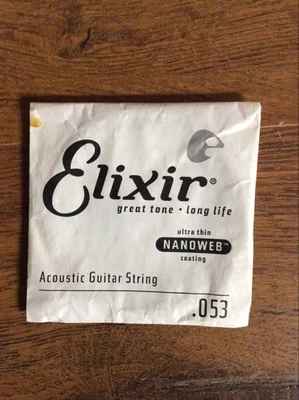 Elixir®
great tone • long life
ultra thin
NANOWEB™
coating
Acoustic Guitar String
.053